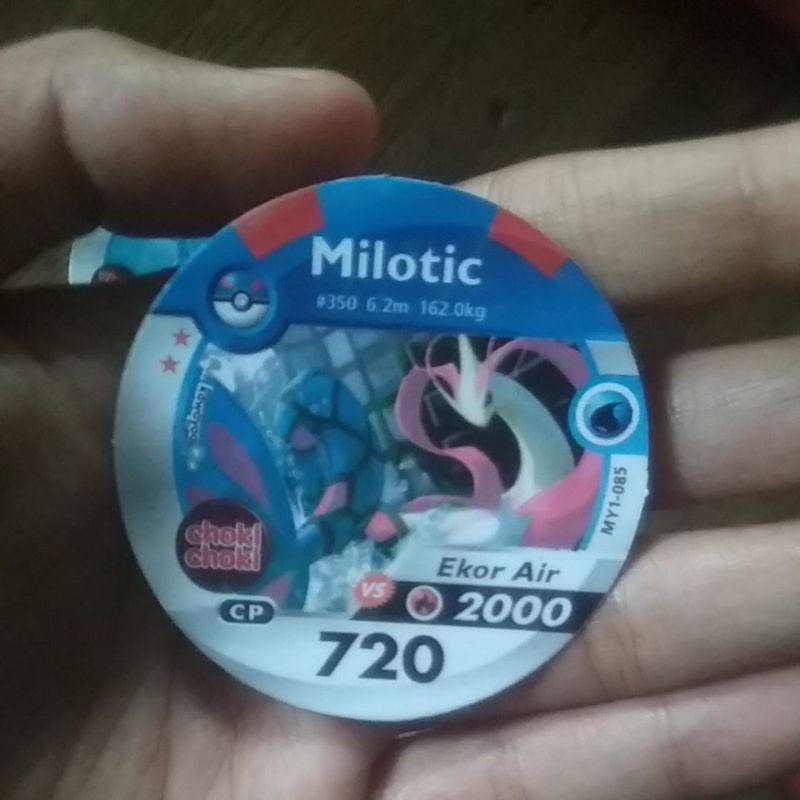 Milotic
#350 6.2m 162.0kg
choki
choki
MY1-085
Ekor Air
VS
2000
CP
720